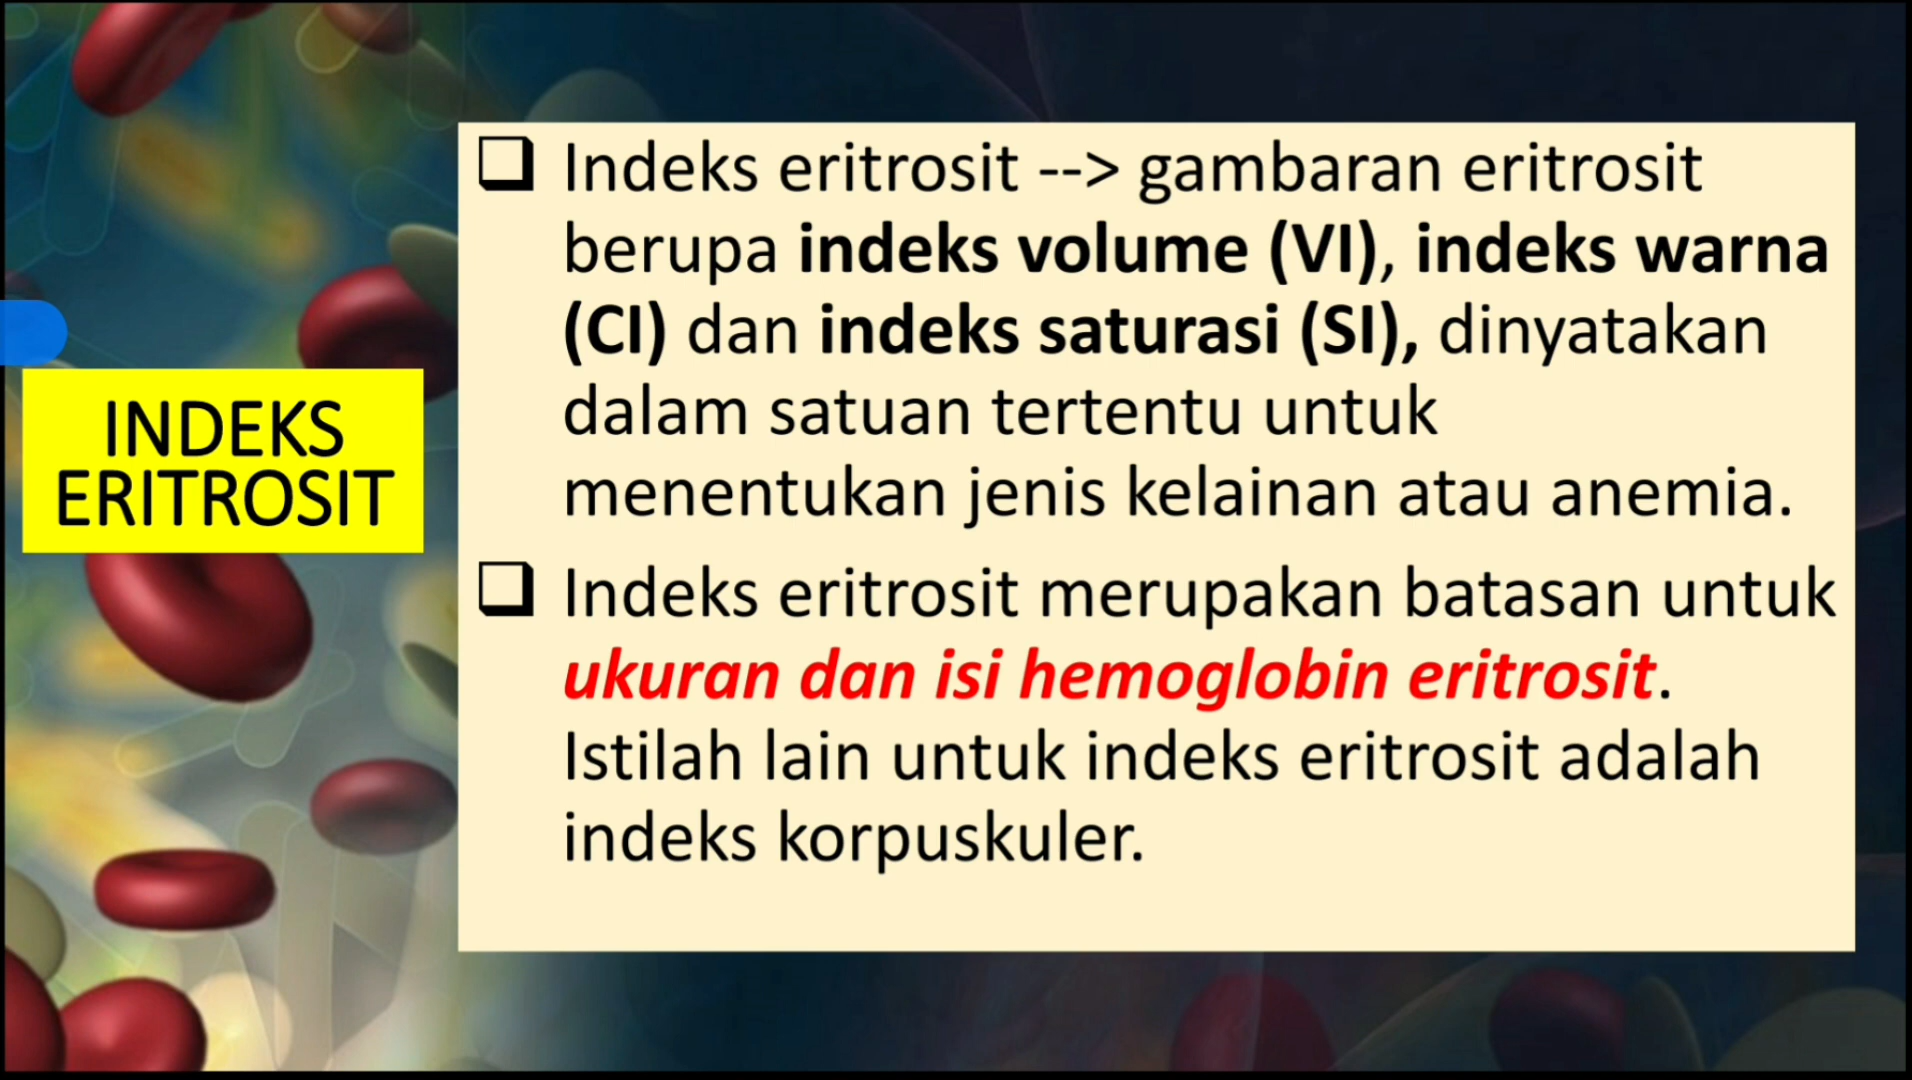 INDEKS
ERITROSIT
❑ Indeks eritrosit --> gambaran eritrosit
berupa indeks volume (VI), indeks warna
(CI) dan indeks saturasi (SI), dinyatakan
dalam satuan tertentu untuk
menentukan jenis kelainan atau anemia.
❑ Indeks eritrosit merupakan batasan untuk
ukuran dan isi hemoglobin eritrosit.
Istilah lain untuk indeks eritrosit adalah
indeks korpuskuler.